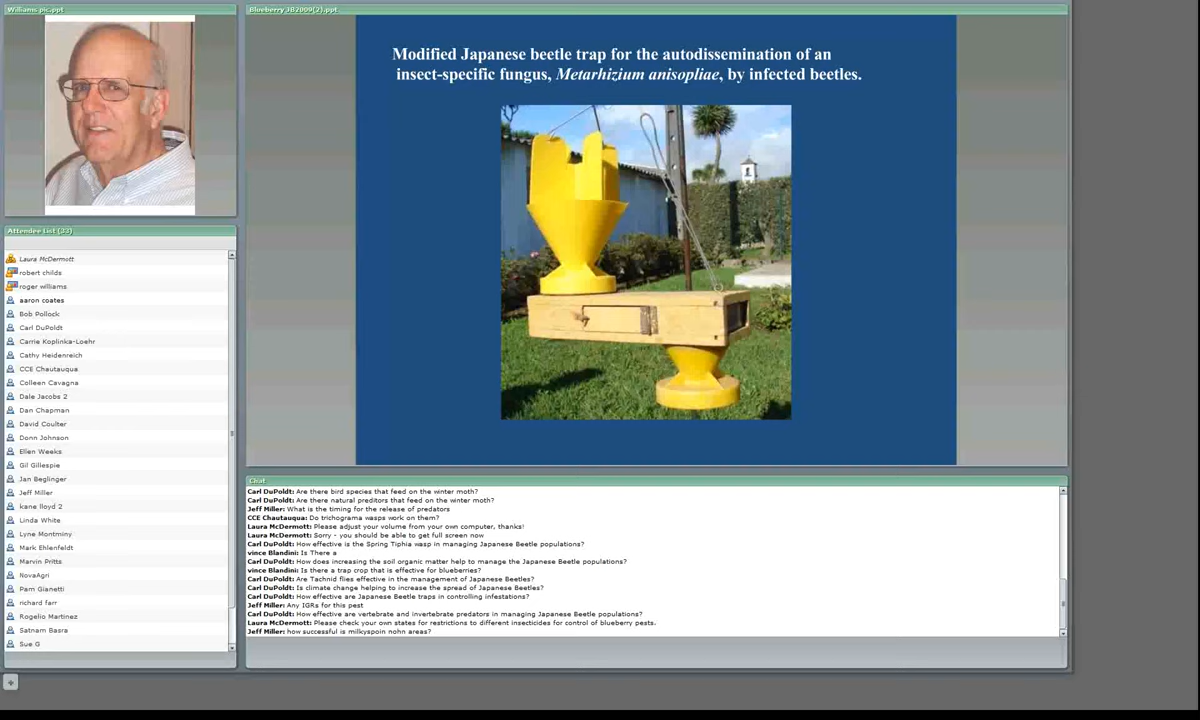 Williams pic.ppt
Attendee List (33)
Laura McDermott
robert childs
roger williams
aaron coates
Bob Pollock
Carl DuPoldt
Carrie Koplinka-Loehr
Cathy Heidenreich
CCE Chautauqua
Colleen Cavagna
Dale Jacobs 2
Dan Chapman
David Coulter
Donn Johnson
Ellen Weeks
Gil Gillespie
Jan Beglinger
Jeff Miller
kane lloyd 2
Linda White
Lyne Montminy
Mark Ehlenfeldt
Marvin Pritts
NovaAgri
Pam Gianetti
richard farr
Rogelio Martinez
Satnam Basra
Sue G
Blueberry JB2009[2].ppt
Modified Japanese beetle trap for the autodissemination of an
insect-specific fungus, Metarhizium anisopliae, by infected beetles.
Chat
Carl DuPoldt: Are there bird species that feed on the winter moth?
Carl DuPoldt: Are there natural preditors that feed on the winter moth?
Jeff Miller: What is the timing for the release of predators
CCE Chautauqua: Do trichograma wasps work on them?
Laura McDermott: Please adjust your volume from your own computer, thanks!
Laura McDermott: Sorry - you should be able to get full screen now
Carl DuPoldt: How effective is the Spring Tiphia wasp in managing Japanese Beetle populations?
vince Blandini: Is There a
Carl DuPoldt: How does increasing the soil organic matter help to manage the Japanese Beetle populations?
vince Blandini: Is there a trap crop that is effective for blueberries?
Carl DuPoldt: Are Tachnid flies effective in the management of Japanese Beetles?
Carl DuPoldt: Is climate change helping to increase the spread of Japanese Beetles?
Carl DuPoldt: How effective are Japanese Beetle traps in controlling infestations?
Jeff Miller: Any IGRs for this pest
Carl DuPoldt: How effective are vertebrate and invertebrate predators in managing Japanese Beetle populations?
Laura McDermott: Please check your own states for restrictions to different insecticides for control of blueberry pests.
Jeff Miller: how successful is milkyspoin nohn areas?